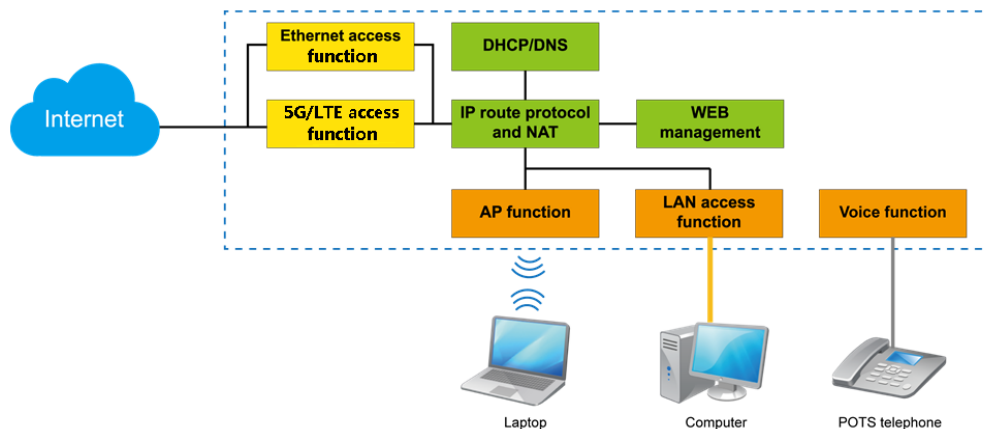 Internet
Ethernet access
function
5G/LTE access
function
DHCP/DNS
IP route protocol
and NAT
WEB
management
AP function
LAN access
function
Voice function
Laptop
Computer
POTS telephone